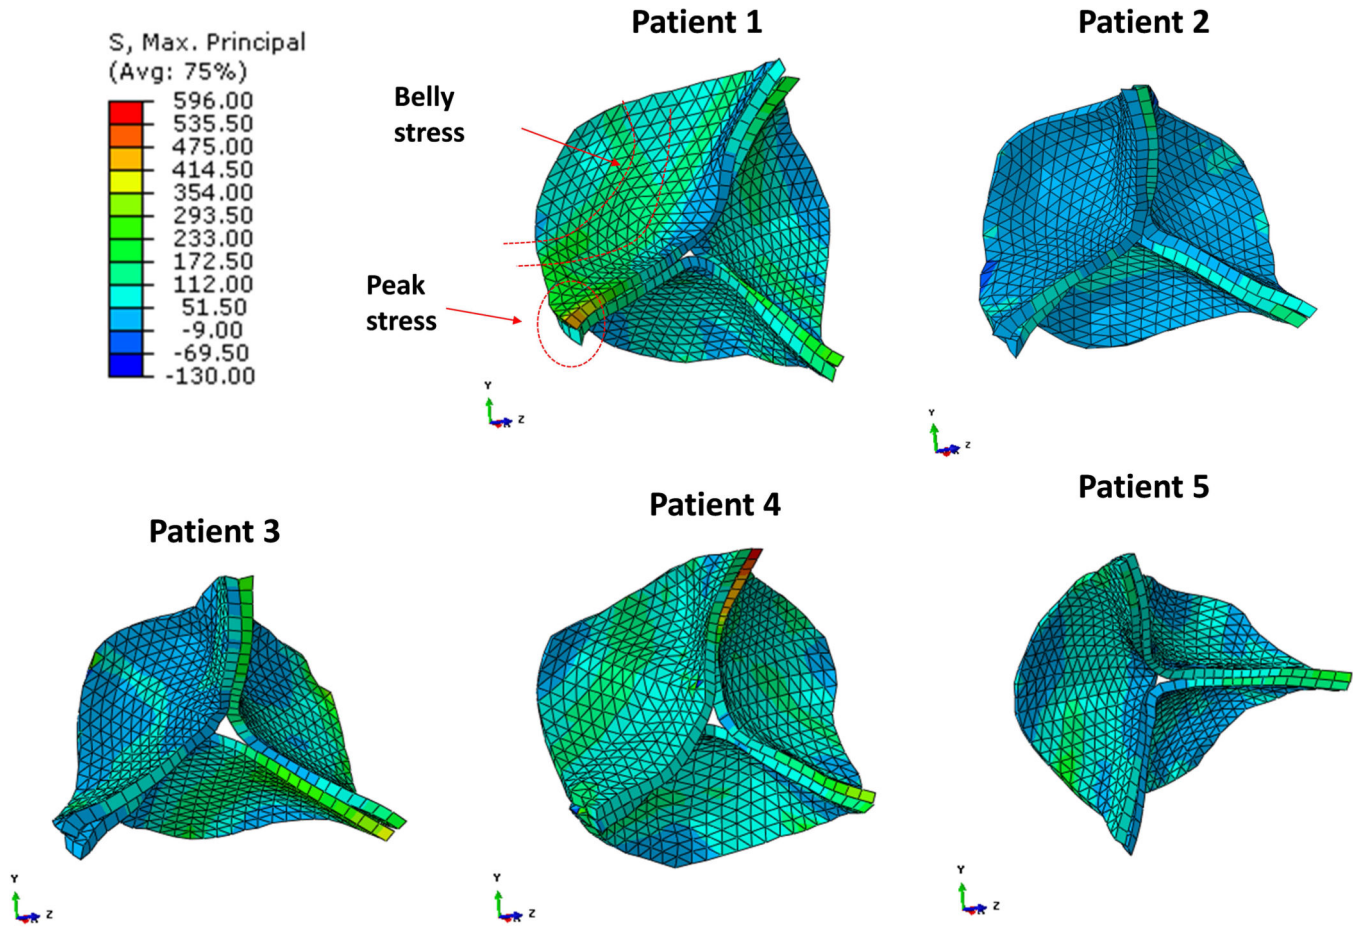 S, Max. Principal
(Avg: 75%)
596.00
535.50
475.00
414.50
354.00
293.50
233.00
172.50
112.00
51.50
-9.00
-69.50
-130.00
Patient 1
Belly
stress
Peak
stress
Y
Z
Patient 2
Y
Z
Patient 3
Y
Z
Patient 4
Y
Z
Patient 5
Y
Z